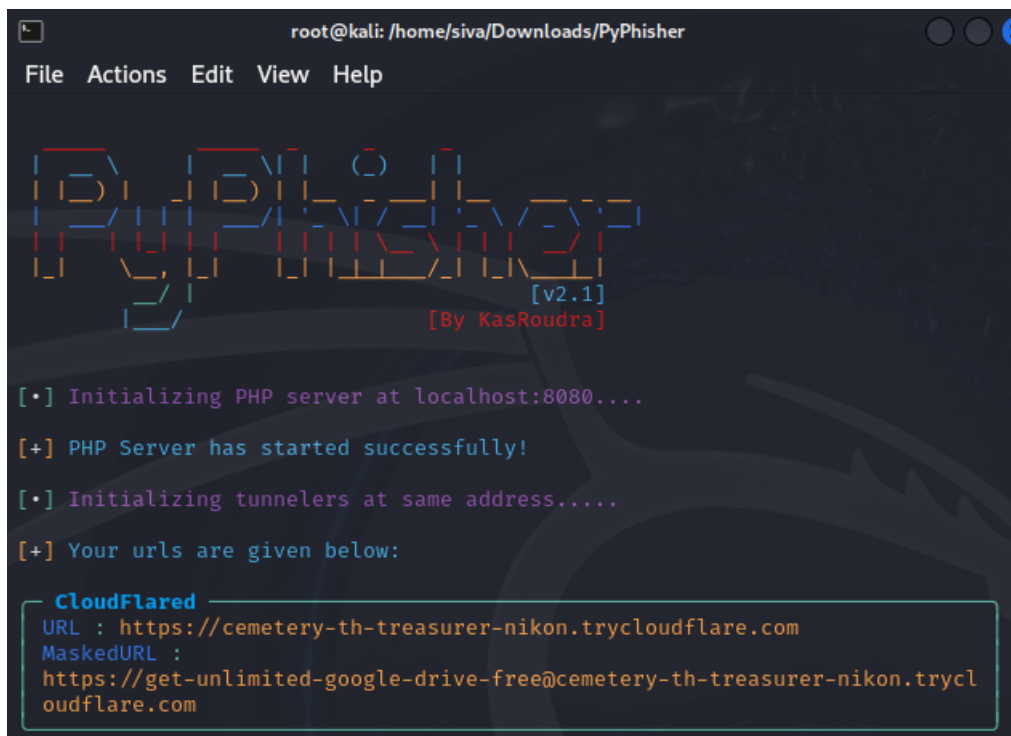 root@kali: /home/siva/Downloads/PyPhisher
File Actions Edit View Help
PyPhisher
[v2.1]
[By KasRoudra]
[•] Initializing PHP server at localhost:8080....
[+] PHP Server has started successfully!
[•] Initializing tunnelers at same address.....
[+] Your urls are given below:
CloudFlared
URL : https://cemetery-th-treasurer-nikon.trycloudflare.com
MaskedURL :
https://get-unlimited-google-drive-free@cemetery-th-treasurer-nikon.trycl
oudflare.com